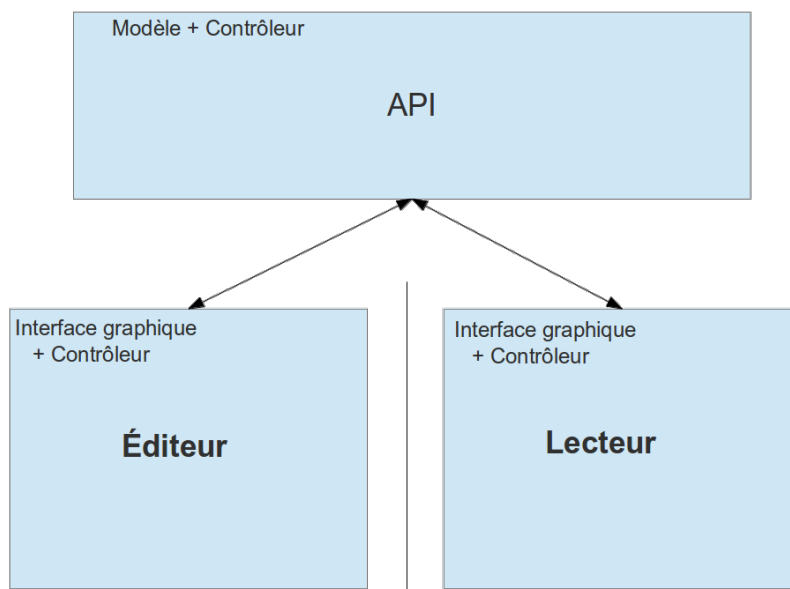 Modèle + Contrôleur
API
Interface graphique
+ Contrôleur
Éditeur
Interface graphique
+ Contrôleur
Lecteur